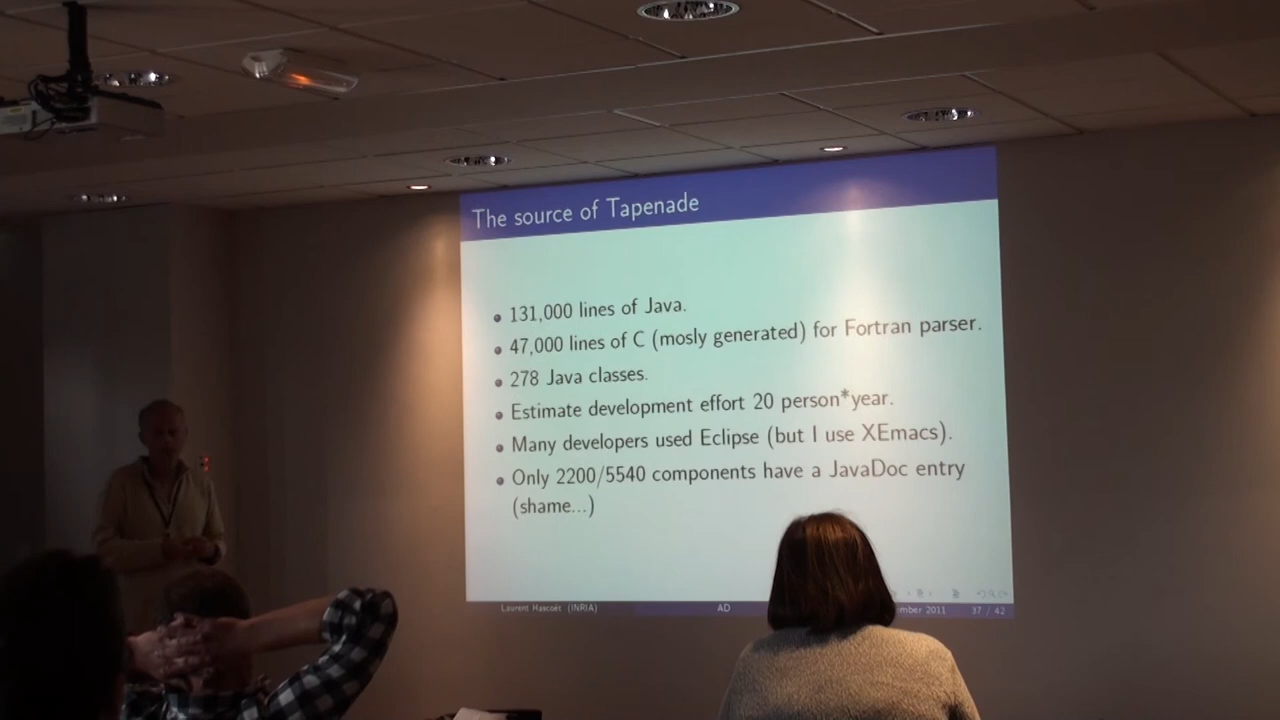 The source of Tapenade
131,000 lines of Java.
47,000 lines of C (mosly generated) for Fortran parser.
278 Java classes.
Estimate development effort 20 person*year.
Many developers used Eclipse (but I use XEmacs).
Only 2200/5540 components have a JavaDoc entry
(shame...)
Laurent Hascoët (INRIA) AD 2011 37 / 42